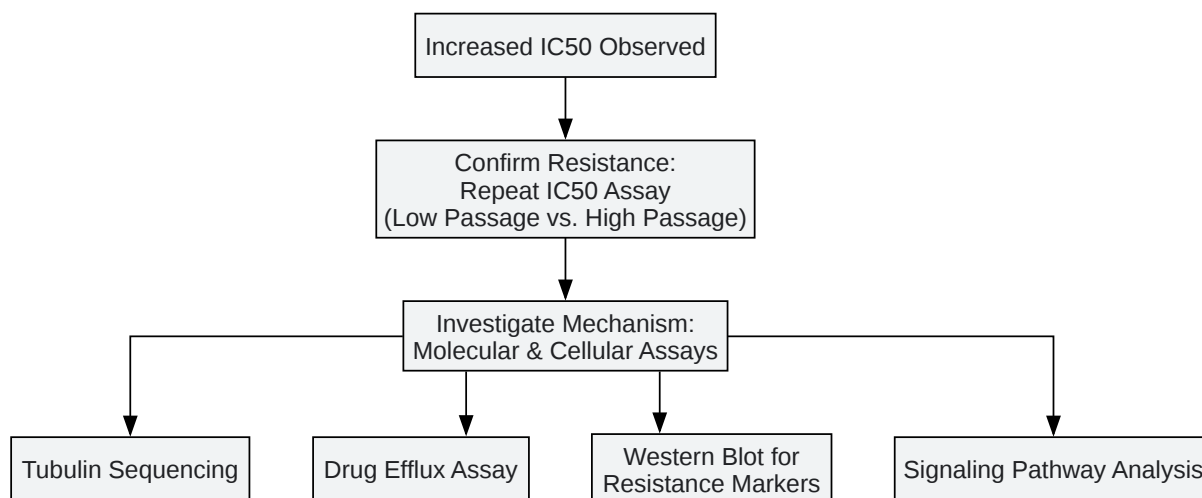 Increased IC50 Observed
Confirm Resistance:
Repeat IC50 Assay
(Low Passage vs. High Passage)
Investigate Mechanism:
Molecular & Cellular Assays
Tubulin Sequencing
Drug Efflux Assay
Western Blot for
Resistance Markers
Signaling Pathway Analysis